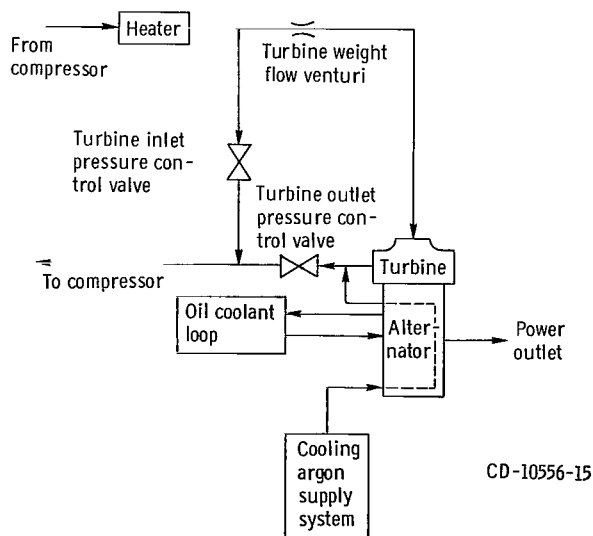 Heater
From
compressor
Turbine weight
flow venturi
Turbine inlet
pressure con-
trol valve
Turbine outlet
pressure con-
trol valve
Turbine
To compressor
Oil coolant
loop
Alter-
nator
Power
outlet
Cooling
argon
supply
system
CD-10556-15